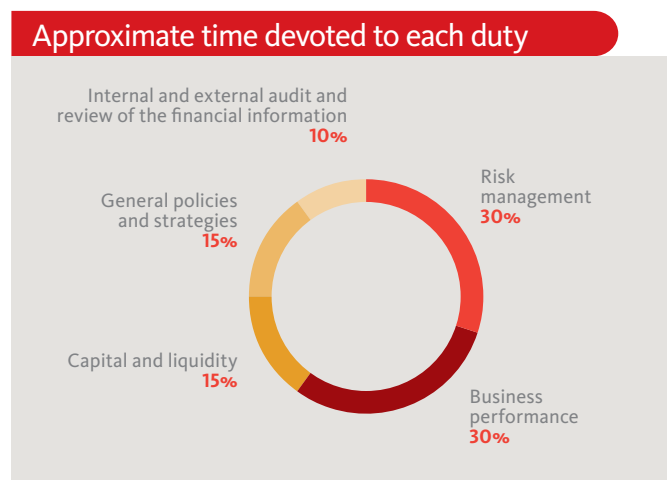 Approximate time devoted to each duty
Internal and external audit and
review of the financial information
10%
Risk
management
30%
General policies
and strategies
15%
Capital and liquidity
15%
Business
performance
30%